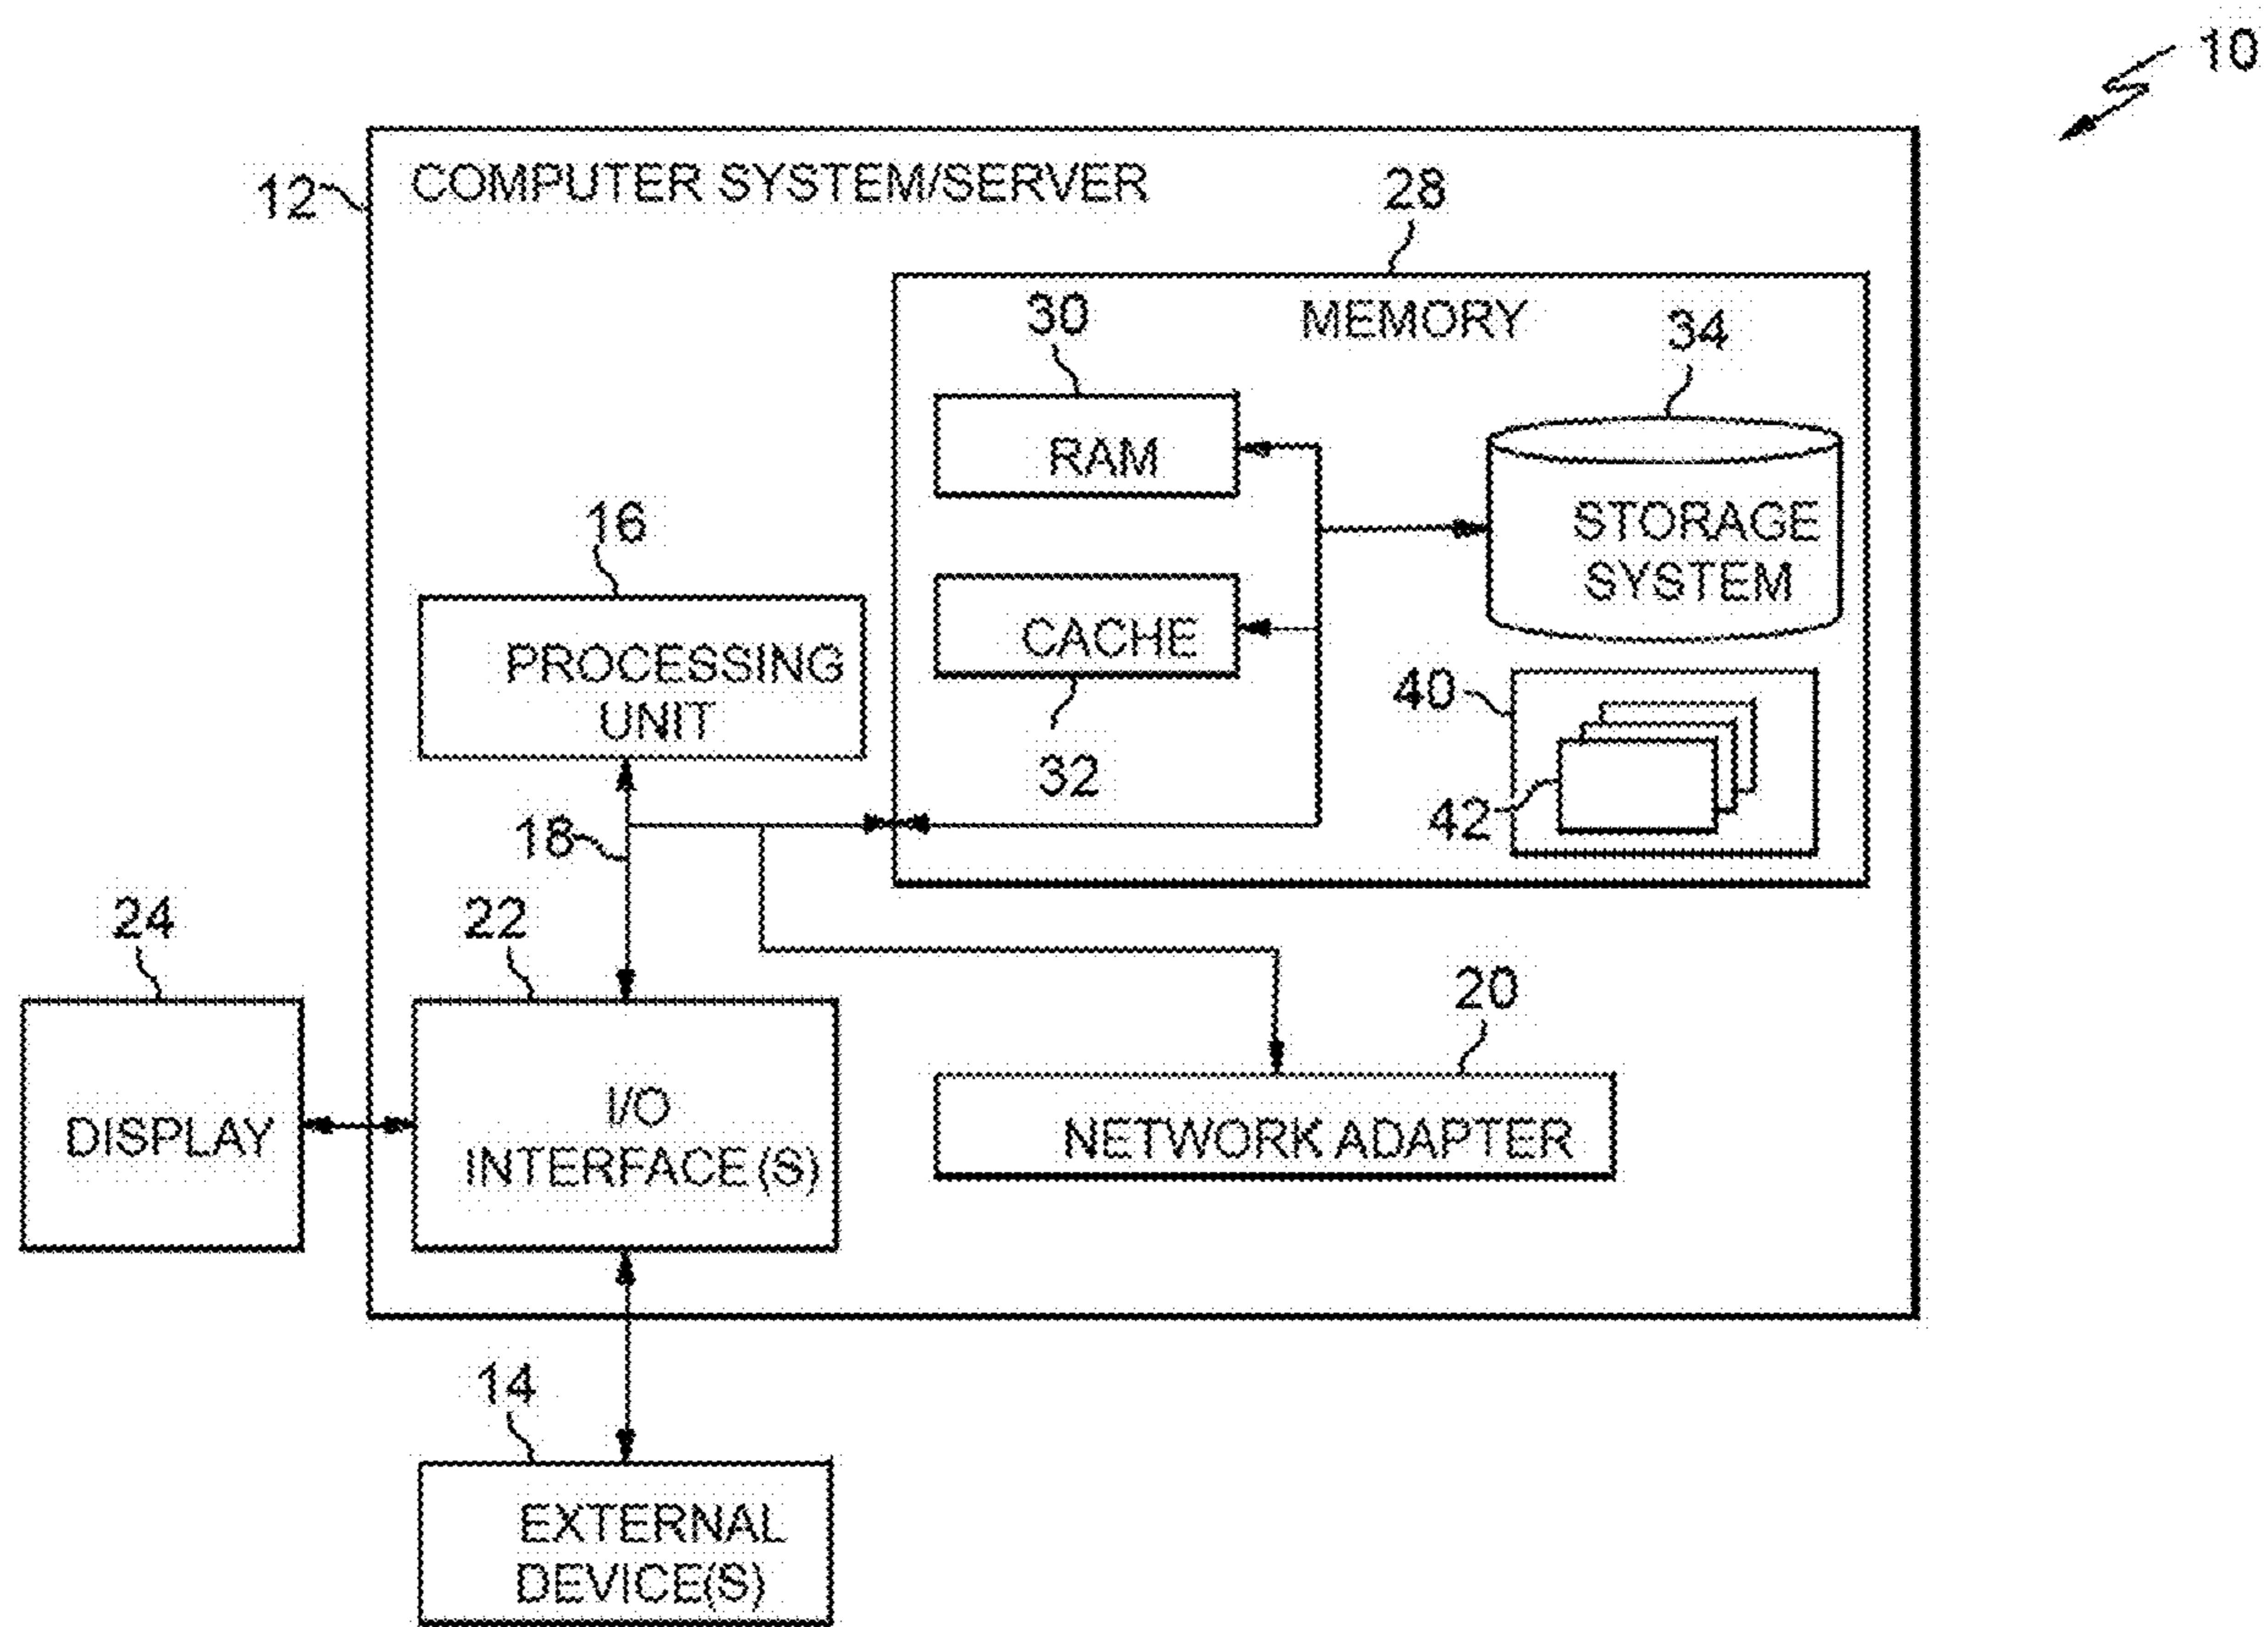 10
12
COMPUTER SYSTEM/SERVER
28
30
MEMORY
34
RAM
16
STORAGE
SYSTEM
PROCESSING
UNIT
CACHE
40
32
42
18
24
22
20
DISPLAY
I/O
INTERFACE(S)
NETWORK ADAPTER
14
EXTERNAL
DEVICE(S)